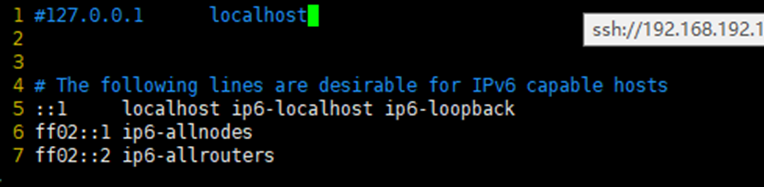 1 #127.0.0.1 localhost
ssh://192.168.192.1
2
3
4 # The following lines are desirable for IPv6 capable hosts
5 ::1 localhost ip6-localhost ip6-loopback
6 ff02::1 ip6-allnodes
7 ff02::2 ip6-allrouters